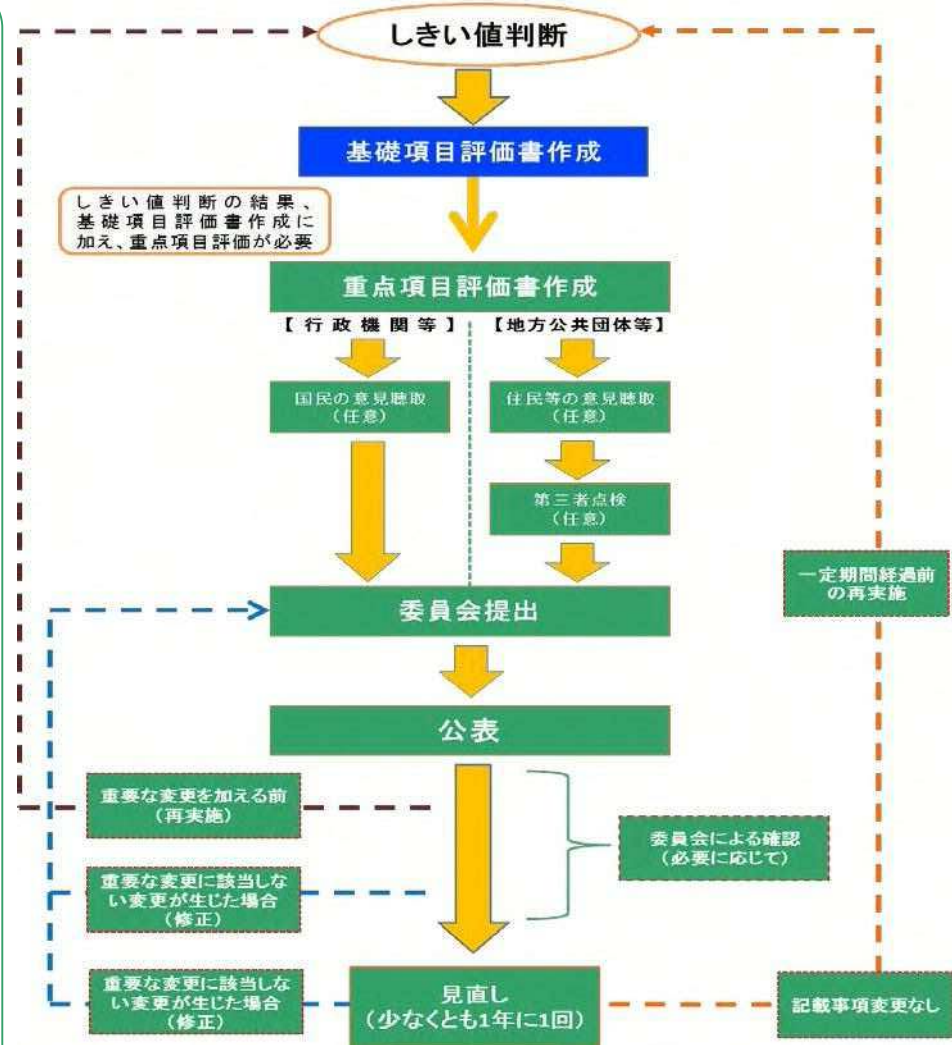 しきい値判断
基礎項目評価書作成
しきい値判断の結果、
基礎項目評価書作成に
加え、重点項目評価が必要
重点項目評価書作成
【行政機関等】
【地方公共団体等】
国民の意見聴取
(任意)
住民等の意見聴取
(任意)
第三者点検
(任意)
一定期間経過前
の再実施
委員会提出
公表
重要な変更を加える前
(再実施)
委員会による確認
(必要に応じて)
重要な変更に該当しな
い変更が生じた場合
(修正)
重要な変更に該当しな
い変更が生じた場合
(修正)
見直し
(少なくとも1年に1回)
記載事項変更なし